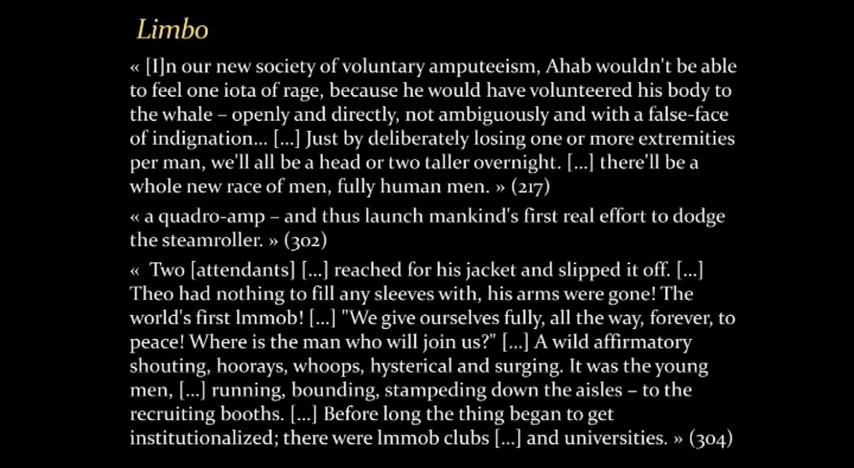 Limbo
« [I]n our new society of voluntary amputeeism, Ahab wouldn't be able
to feel one iota of rage, because he would have volunteered his body to
the whale – openly and directly, not ambiguously and with a false-face
of indignation... [...] Just by deliberately losing one or more extremities
per man, we'll all be a head or two taller overnight. [...] there'll be a
whole new race of men, fully human men. » (217)
« a quadro-amp – and thus launch mankind's first real effort to dodge
the steamroller. » (302)
« Two [attendants] [...] reached for his jacket and slipped it off. [...]
Theo had nothing to fill any sleeves with, his arms were gone! The
world's first lmmob! [...] "We give ourselves fully, all the way, forever, to
peace! Where is the man who will join us?" [...] A wild affirmatory
shouting, hoorays, whoops, hysterical and surging. It was the young
men, [...] running, bounding, stampeding down the aisles – to the
recruiting booths. [...] Before long the thing began to get
institutionalized; there were lmmob clubs [...] and universities. » (304)